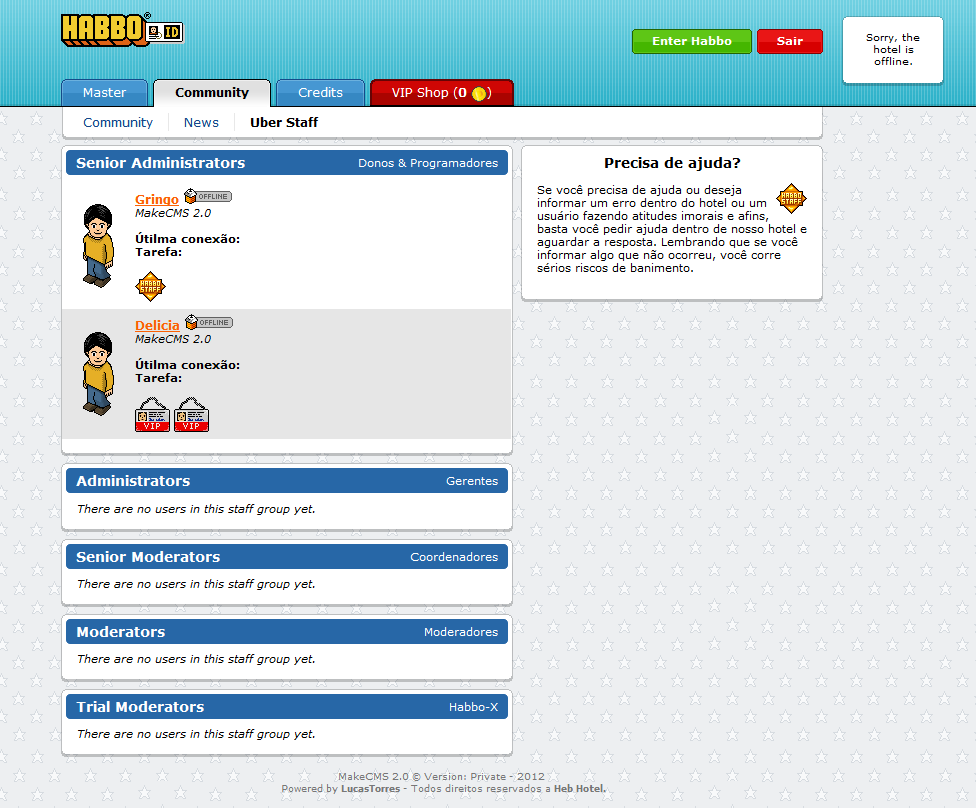 HABBO ID
Enter Habbo
Sair
Sorry, the
hotel is
offline.
Master
Community
Credits
VIP Shop (0 )
Community
News
Uber Staff
Senior Administrators
Donos & Programadores
Gringo OFFLINE
MakeCMS 2.0
Útilma conexão:
Tarefa:
HABBO
STAFF
Delicia OFFLINE
MakeCMS 2.0
Útilma conexão:
Tarefa:
VIP VIP
Precisa de ajuda?
Se você precisa de ajuda ou deseja
informar um erro dentro do hotel ou um
usuário fazendo atitudes imorais e afins,
basta você pedir ajuda dentro de nosso hotel e
aguardar a resposta. Lembrando que se você
informar algo que não ocorreu, você corre
sérios riscos de banimento.
HABBO
STAFF
Administrators
Gerentes
There are no users in this staff group yet.
Senior Moderators
Coordenadores
There are no users in this staff group yet.
Moderators
Moderadores
There are no users in this staff group yet.
Trial Moderators
Habbo-X
There are no users in this staff group yet.
MakeCMS 2.0 © Version: Private - 2012
Powered by LucasTorres - Todos direitos reservados a Heb Hotel.